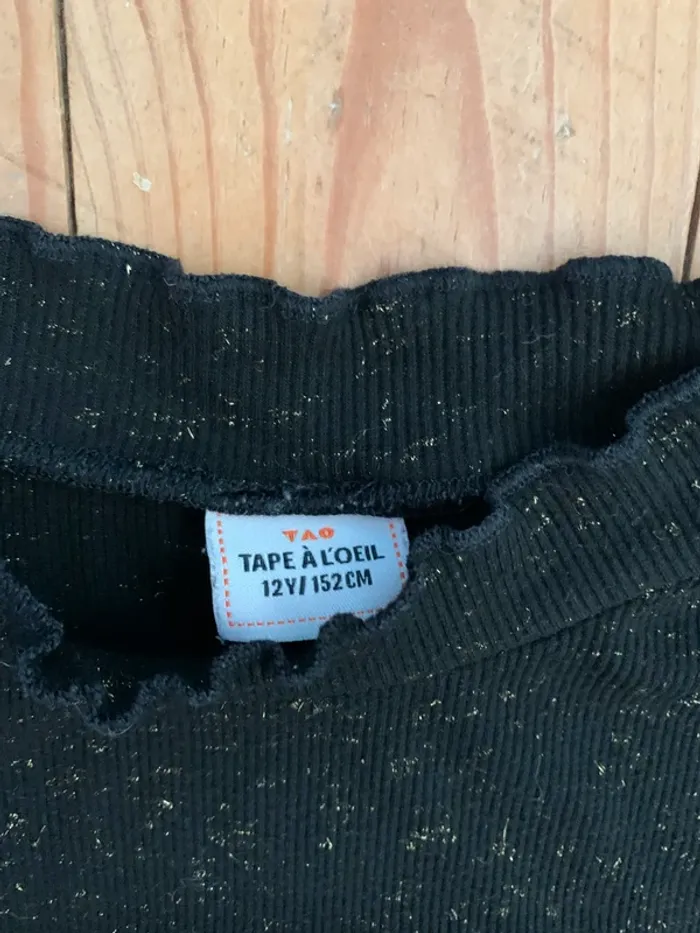 TAO
TAPE À L'OEIL
12Y/152CM